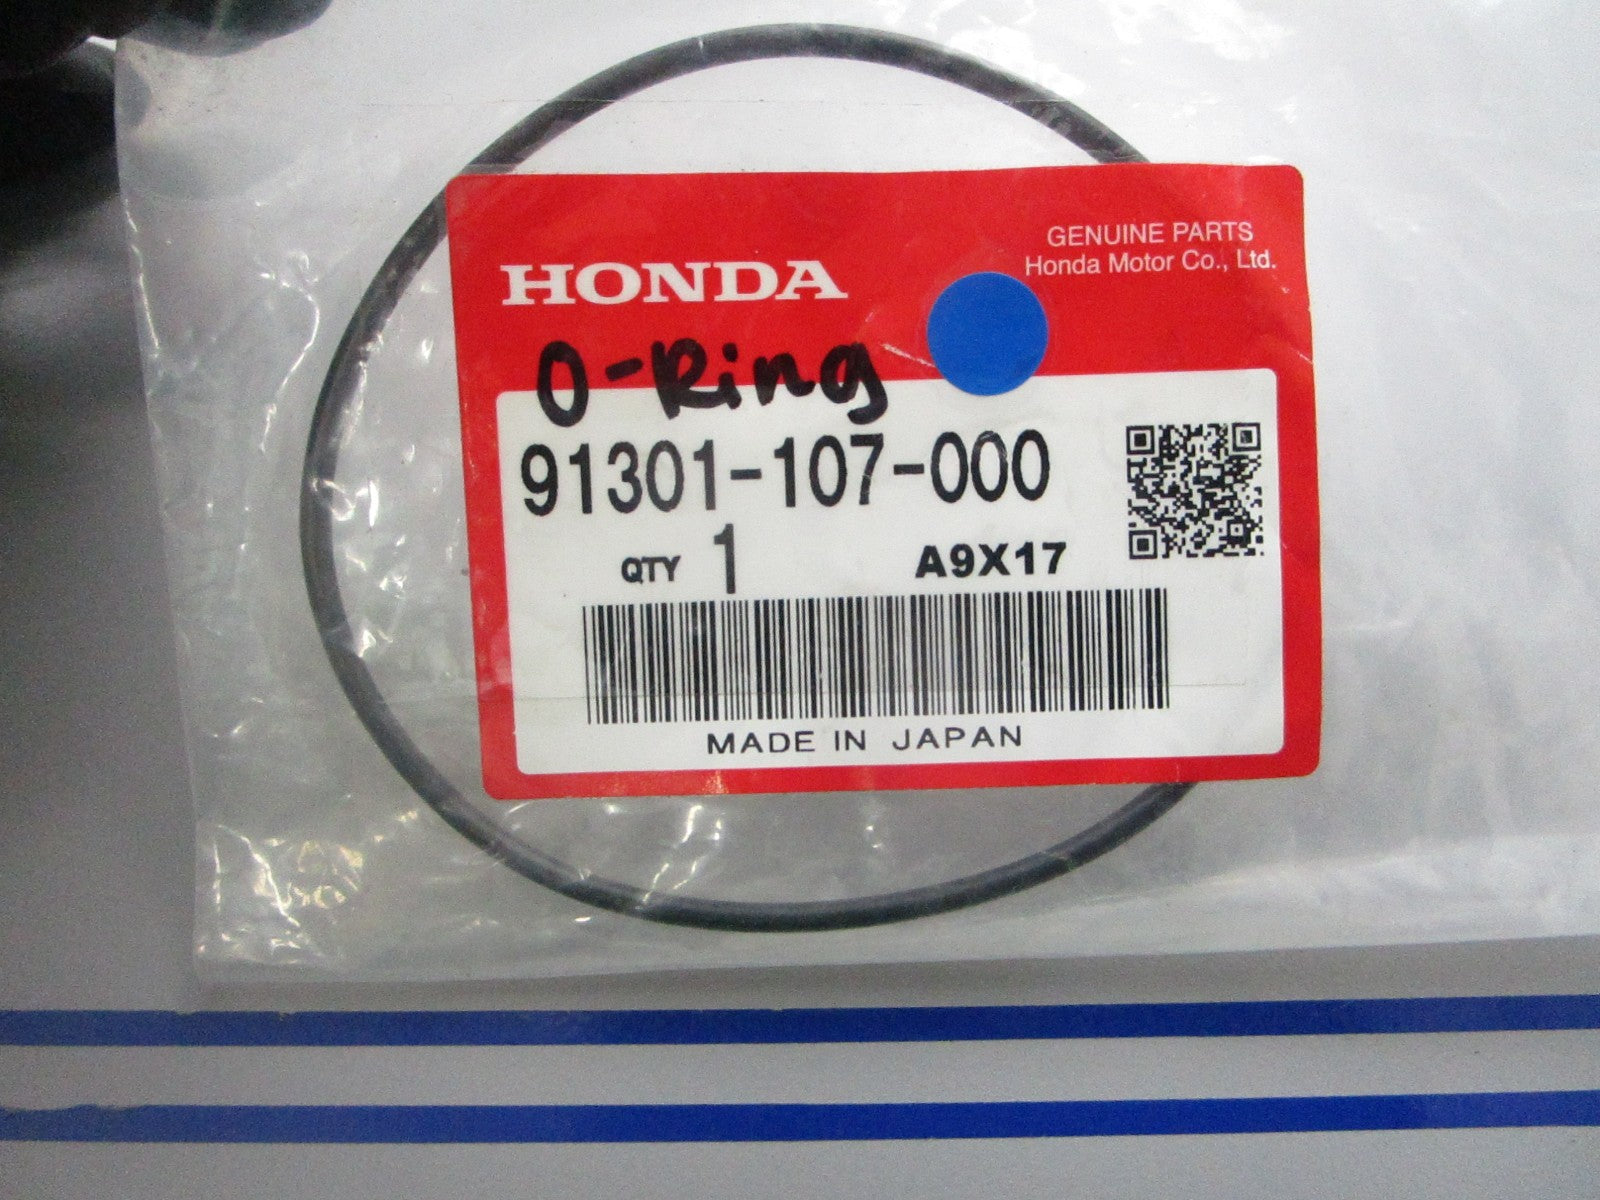 GENUINE PARTS
Honda Motor Co., Ltd.
HONDA
O-Ring
91301-107-000
QTY 1 A9X17
MADE IN JAPAN